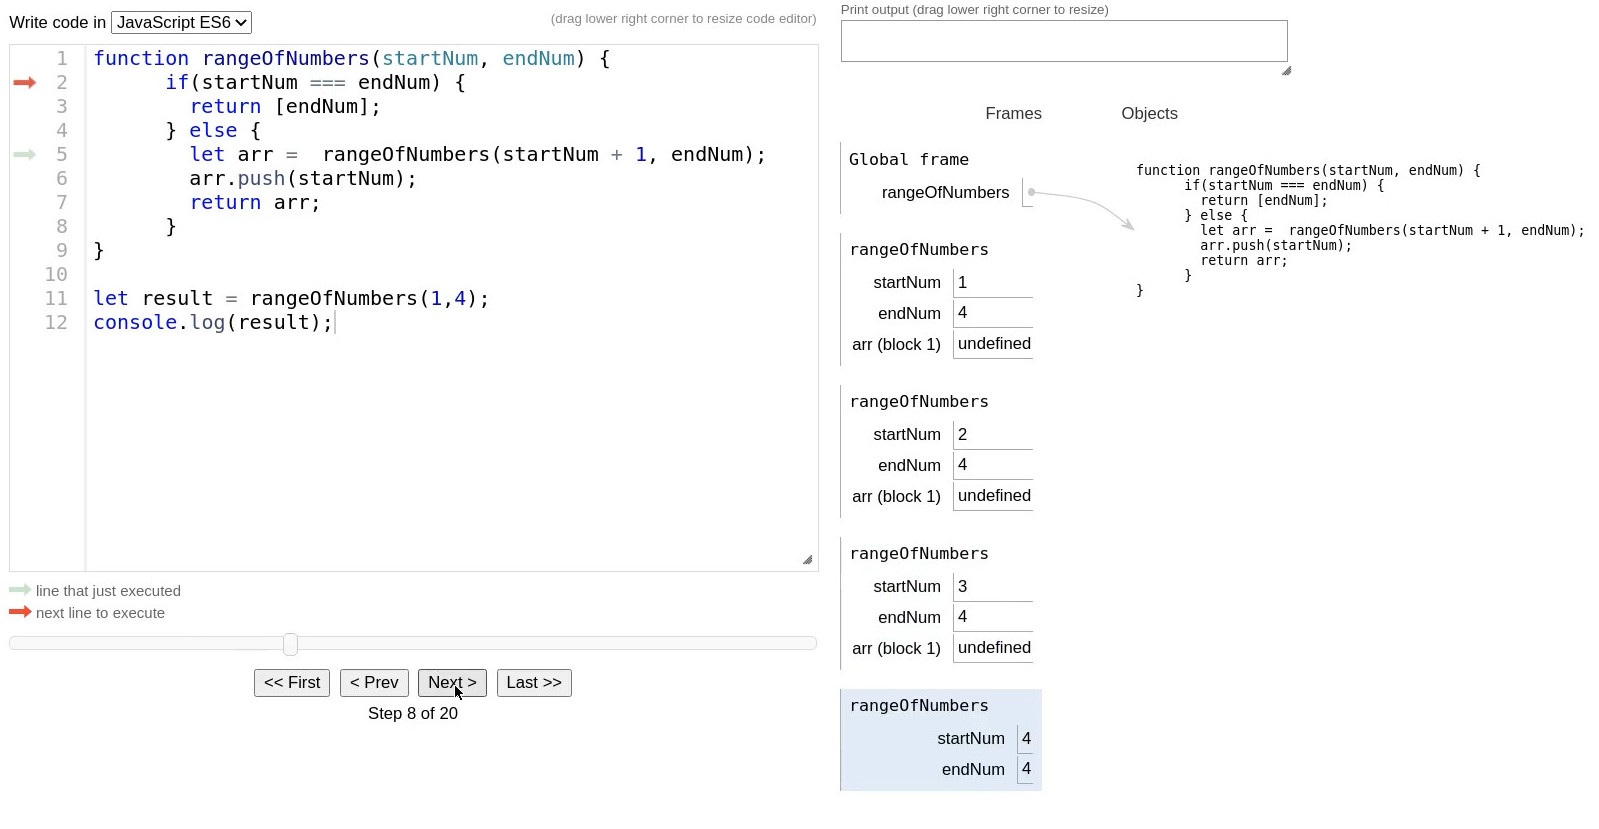 Write code in JavaScript ES6
(drag lower right corner to resize code editor)
1 function rangeOfNumbers(startNum, endNum) {
2 if(startNum === endNum) {
3 return [endNum];
4 } else {
5 let arr =  rangeOfNumbers(startNum + 1, endNum);
6 arr.push(startNum);
7 return arr;
8 }
9 }
10
11 let result = rangeOfNumbers(1,4);
12 console.log(result);
line that just executed
next line to execute
<< First
< Prev
Next >
Last >>
Step 8 of 20
Print output (drag lower right corner to resize)
Frames
Objects
Global frame
rangeOfNumbers
function rangeOfNumbers(startNum, endNum) {
if(startNum === endNum) {
return [endNum];
} else {
let arr =  rangeOfNumbers(startNum + 1, endNum);
arr.push(startNum);
return arr;
}
}
rangeOfNumbers
startNum 1
endNum 4
arr (block 1) undefined
rangeOfNumbers
startNum 2
endNum 4
arr (block 1) undefined
rangeOfNumbers
startNum 3
endNum 4
arr (block 1) undefined
rangeOfNumbers
startNum 4
endNum 4